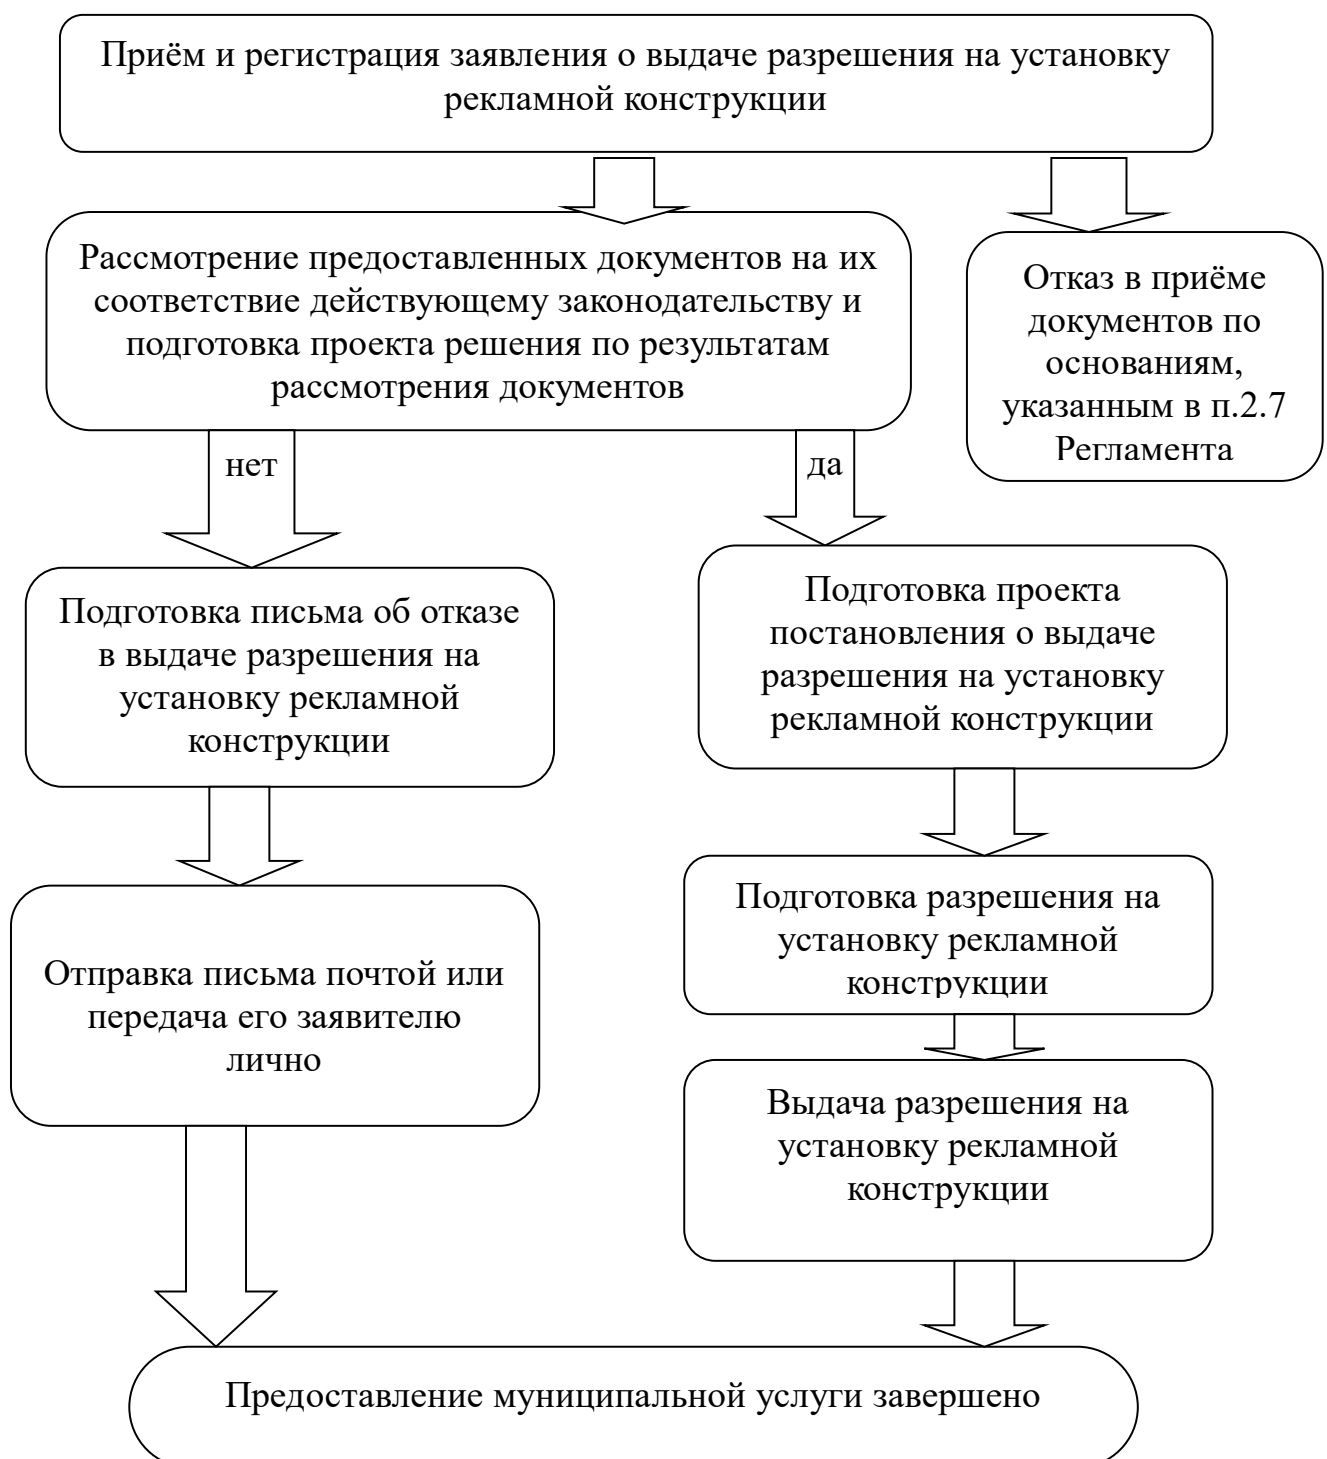 Приём и регистрация заявления о выдаче разрешения на установку
рекламной конструкции
Рассмотрение предоставленных документов на их
соответствие действующему законодательству и
подготовка проекта решения по результатам
рассмотрения документов
Отказ в приёме
документов по
основаниям,
указанным в п.2.7
Регламента
нет
да
Подготовка письма об отказе
в выдаче разрешения на
установку рекламной
конструкции
Подготовка проекта
постановления о выдаче
разрешения на установку
рекламной конструкции
Отправка письма почтой или
передача его заявителю
лично
Подготовка разрешения на
установку рекламной
конструкции
Выдача разрешения на
установку рекламной
конструкции
Предоставление муниципальной услуги завершено